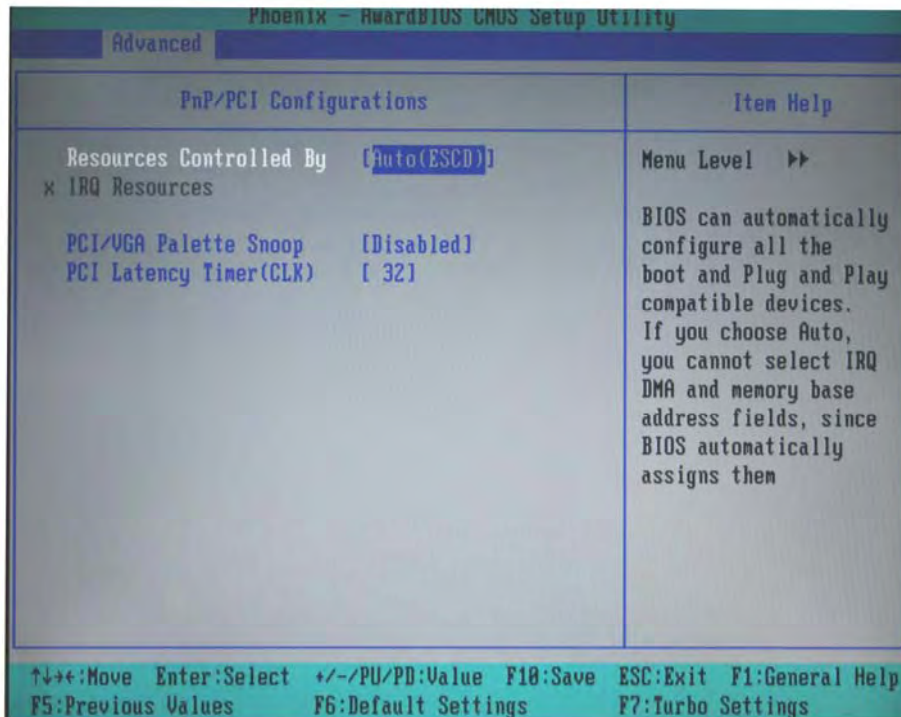 Phoenix - AwardBIOS CMOS Setup Utility
Advanced
PnP/PCI Configurations
Item Help
Resources Controlled By [Auto(ESCD)]
x IRQ Resources
PCI/VGA Palette Snoop [Disabled]
PCI Latency Timer(CLK) [ 32]
Menu Level ▸▸
BIOS can automatically
configure all the
boot and Plug and Play
compatible devices.
If you choose Auto,
you cannot select IRQ
DMA and memory base
address fields, since
BIOS automatically
assigns them
↑↓→←:Move Enter:Select +/-/PU/PD:Value F10:Save ESC:Exit F1:General Help
F5:Previous Values F6:Default Settings F7:Turbo Settings